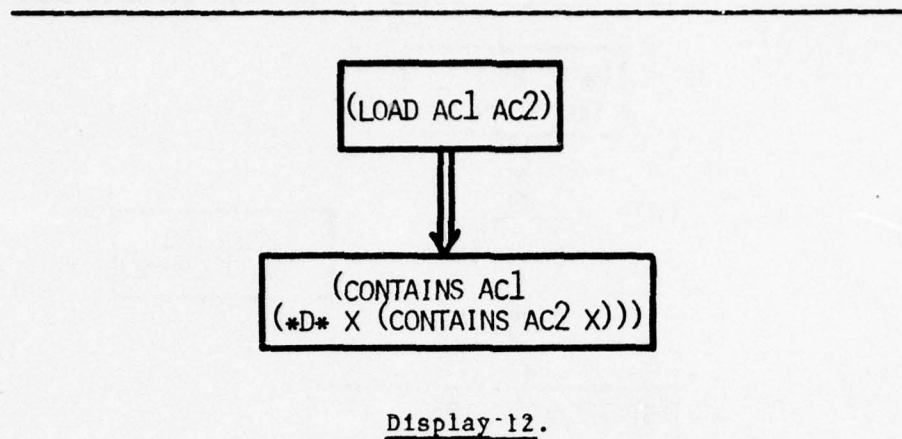 (LOAD AC1 AC2)
(CONTAINS AC1
(*D* X (CONTAINS AC2 X)))
Display 12.